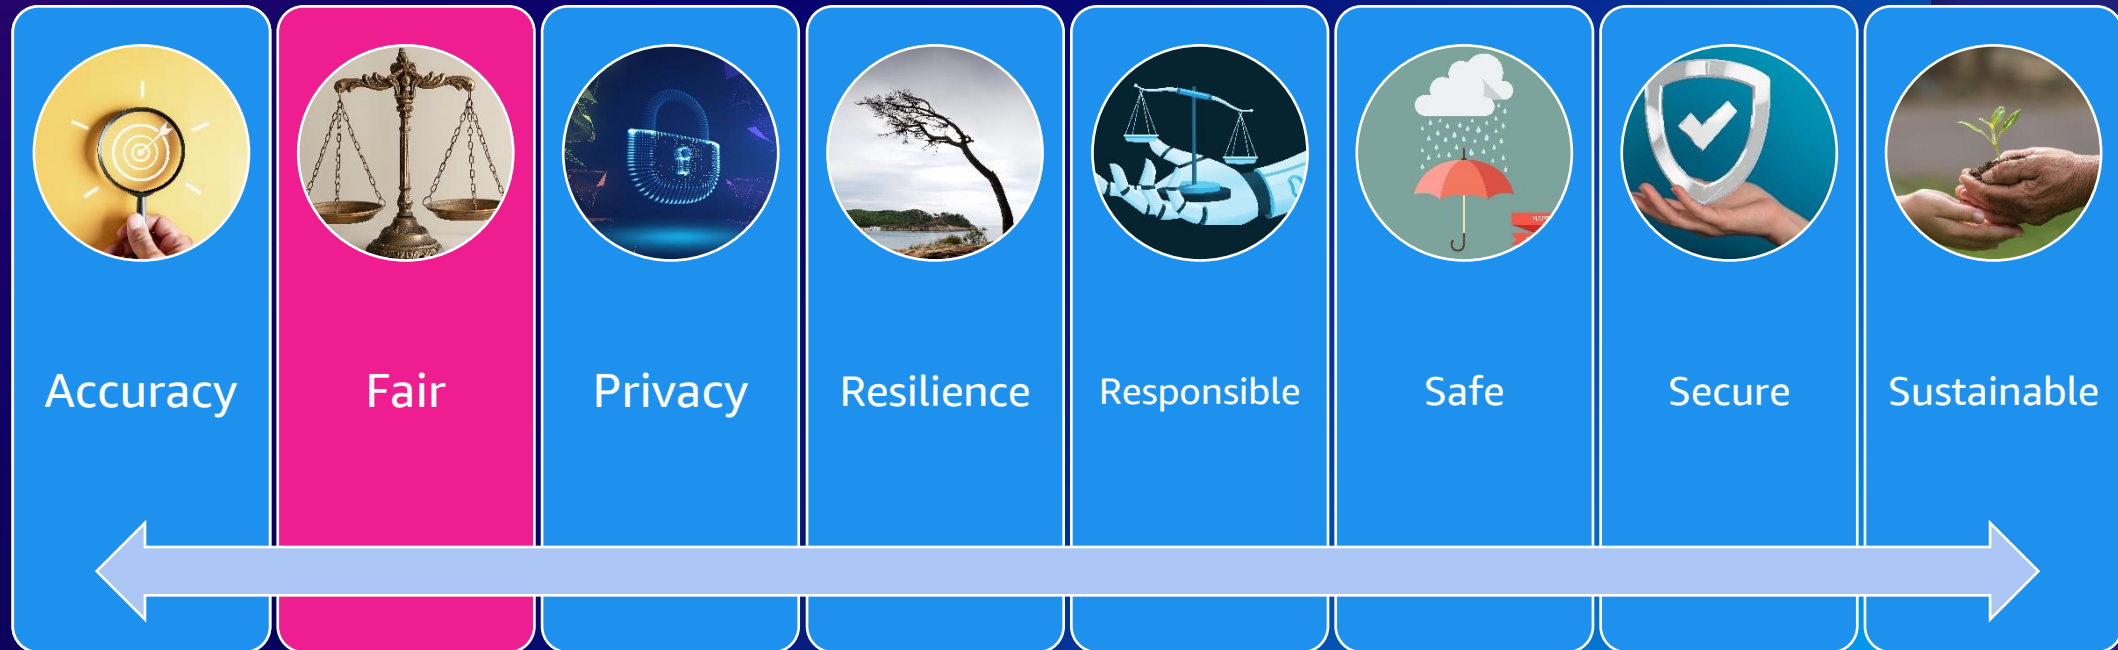 Accuracy
Fair
Privacy
Resilience
Responsible
Safe
Secure
Sustainable